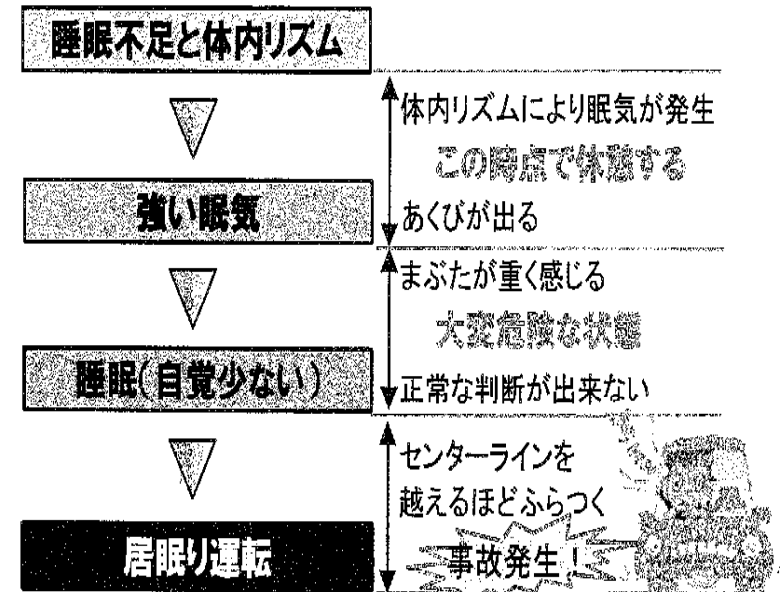 睡眠不足と体内リズム
体内リズムにより眠気が発生
この時点で休憩する
強い眠気
あくびが出る
まぶたが重く感じる
大変危険な状態
睡眠(自覚少ない)
正常な判断が出来ない
センターラインを
越えるほどふらつく
居眠り運転
事故発生!